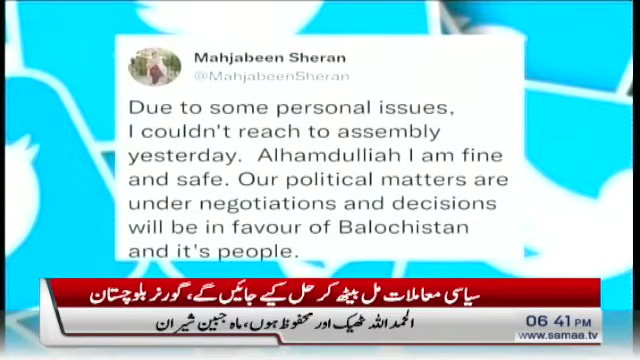 Mahjabeen Sheran
@MahjabeenSheran
Due to some personal issues,
I couldn't reach to assembly
yesterday. Alhamdulliah I am fine
and safe. Our political matters are
under negotiations and decisions
will be in favour of Balochistan
and it's people.
سیاسی معاملات مل بیٹھ کر حل کیے جائیں گے، گورنر بلوچستان
الحمد اللہ ٹھیک اور محفوظ ہوں، ماہ جبین شیران
06 41 PM
www.samaa.tv